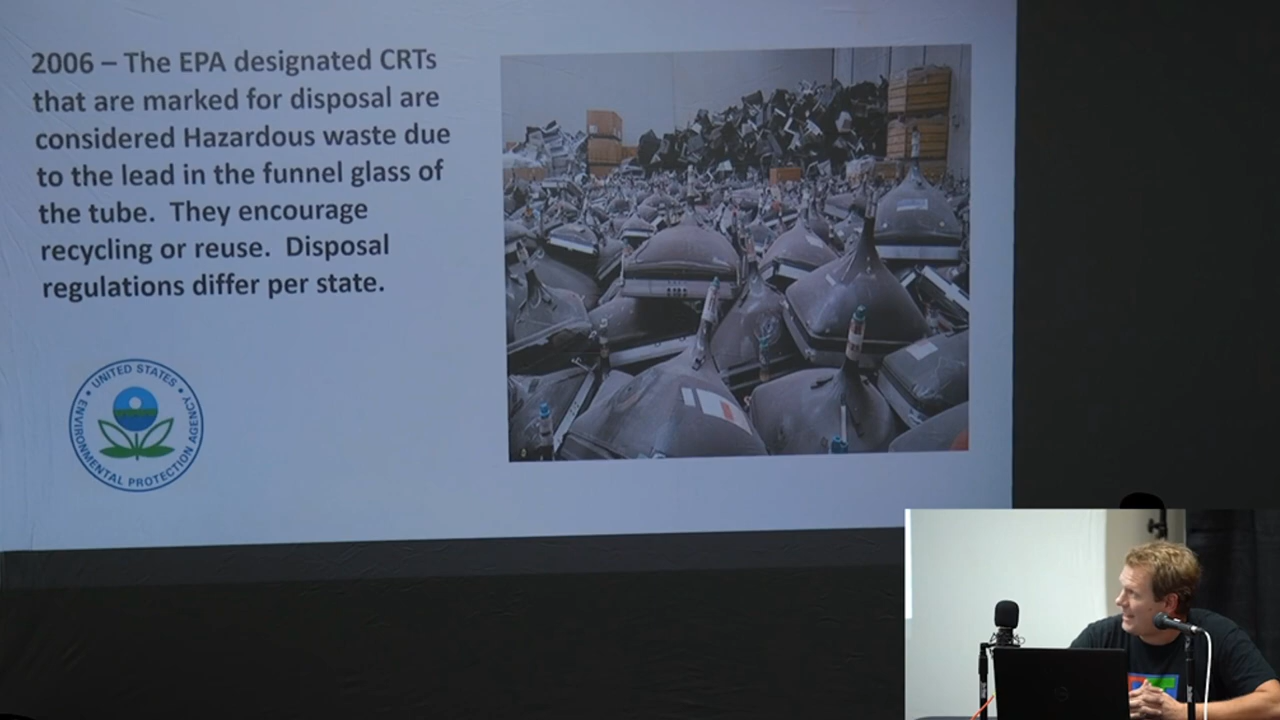 2006 – The EPA designated CRTs
that are marked for disposal are
considered Hazardous waste due
to the lead in the funnel glass of
the tube.  They encourage
recycling or reuse.  Disposal
regulations differ per state.
UNITED STATES
ENVIRONMENTAL PROTECTION AGENCY